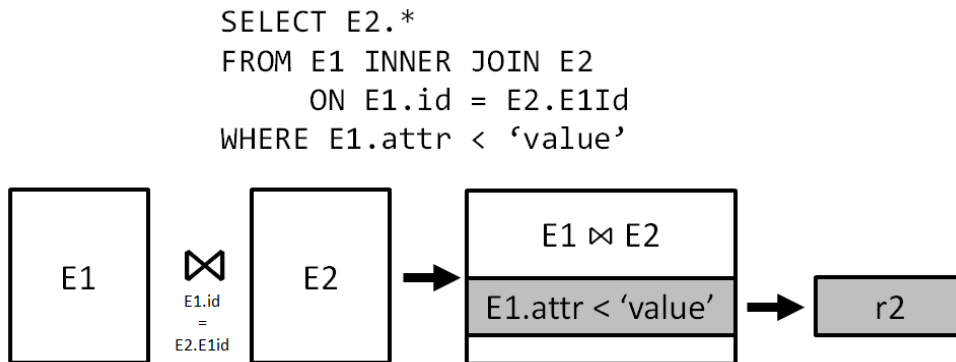 SELECT E2.*
FROM E1 INNER JOIN E2
ON E1.id = E2.E1Id
WHERE E1.attr < ‘value’
E1
⋈
E1.id
=
E2.E1id
E2
E1 ⋈ E2
E1.attr < ‘value’
r2